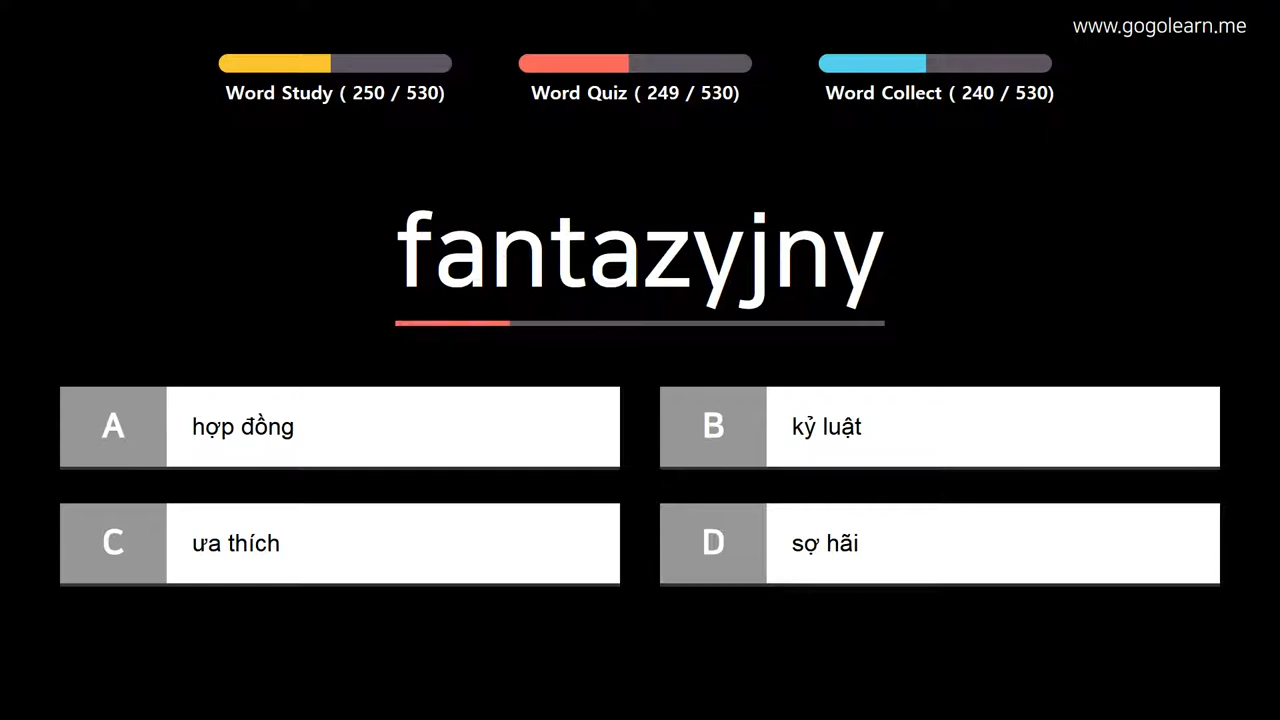 www.gogolearn.me
Word Study ( 250 / 530)
Word Quiz ( 249 / 530)
Word Collect ( 240 / 530)
fantazyjny
A hợp đồng
B kỷ luật
C ưa thích
D sợ hãi